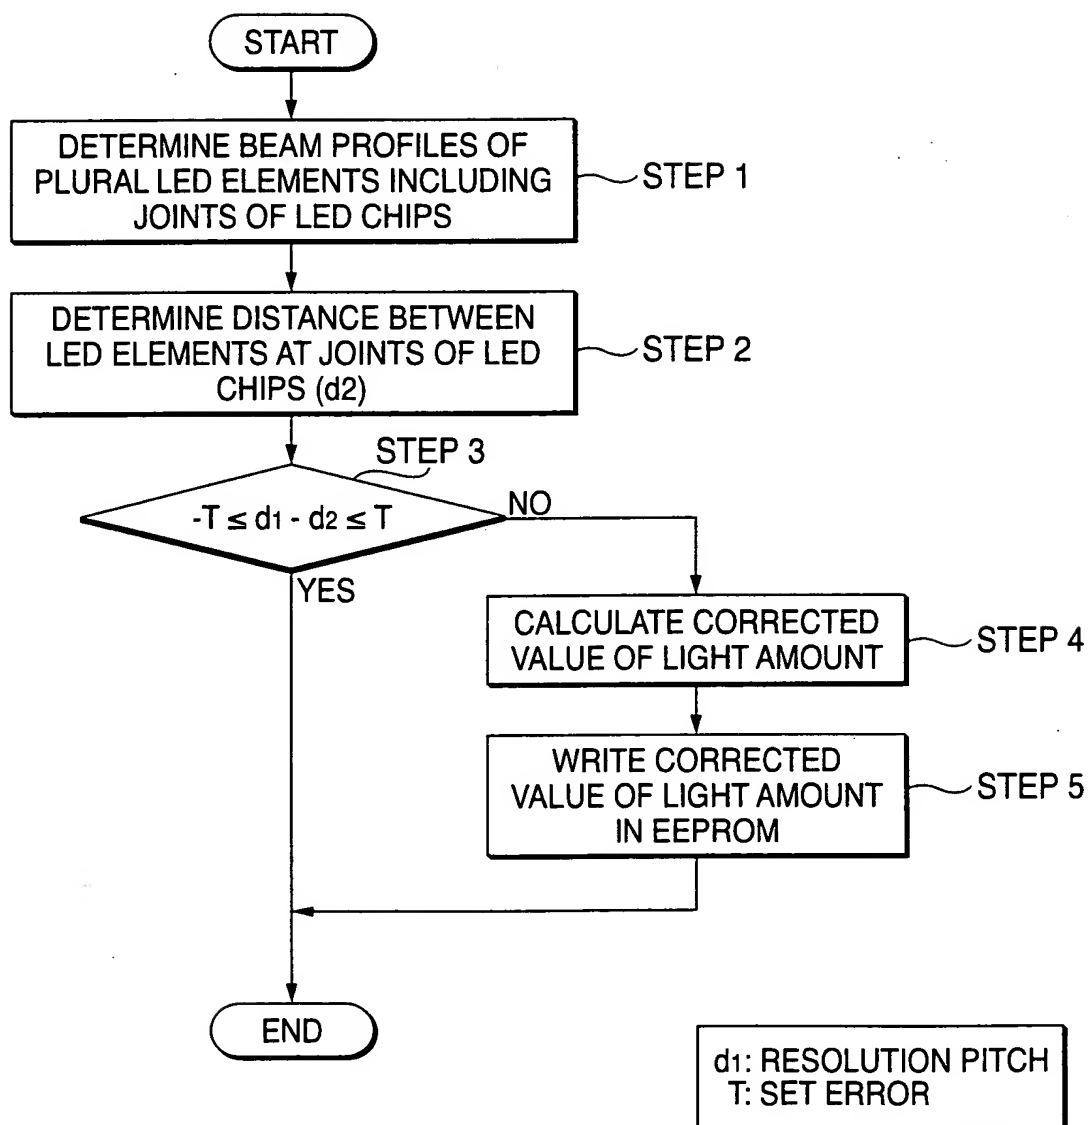 START
DETERMINE BEAM PROFILES OF
PLURAL LED ELEMENTS INCLUDING
JOINTS OF LED CHIPS
STEP 1
DETERMINE DISTANCE BETWEEN
LED ELEMENTS AT JOINTS OF LED
CHIPS (d2)
STEP 2
STEP 3
-T ≤ d1 - d2 ≤ T
NO
YES
CALCULATE CORRECTED
VALUE OF LIGHT AMOUNT
STEP 4
WRITE CORRECTED
VALUE OF LIGHT AMOUNT
IN EEPROM
STEP 5
END
d1: RESOLUTION PITCH
T: SET ERROR